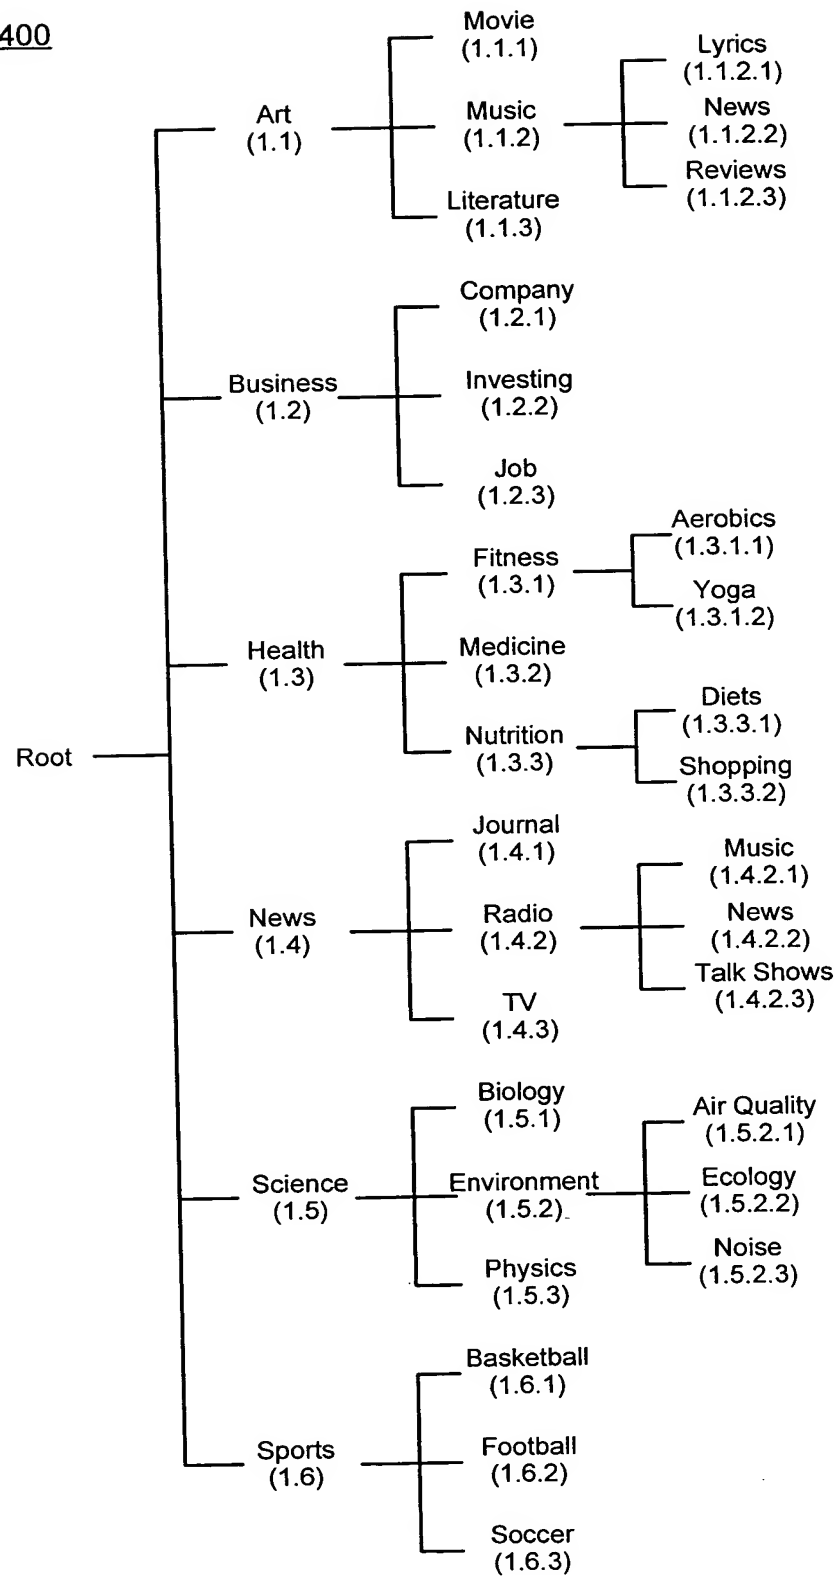 400
Movie
(1.1.1)
Lyrics
(1.1.2.1)
Art
(1.1)
Music
(1.1.2)
News
(1.1.2.2)
Reviews
(1.1.2.3)
Literature
(1.1.3)
Company
(1.2.1)
Business
(1.2)
Investing
(1.2.2)
Job
(1.2.3)
Aerobics
(1.3.1.1)
Fitness
(1.3.1)
Yoga
(1.3.1.2)
Health
(1.3)
Medicine
(1.3.2)
Diets
(1.3.3.1)
Root
Nutrition
(1.3.3)
Shopping
(1.3.3.2)
Journal
(1.4.1)
Music
(1.4.2.1)
News
(1.4)
Radio
(1.4.2)
News
(1.4.2.2)
Talk Shows
(1.4.2.3)
TV
(1.4.3)
Biology
(1.5.1)
Air Quality
(1.5.2.1)
Science
(1.5)
Environment
(1.5.2)
Ecology
(1.5.2.2)
Noise
(1.5.2.3)
Physics
(1.5.3)
Basketball
(1.6.1)
Sports
(1.6)
Football
(1.6.2)
Soccer
(1.6.3)